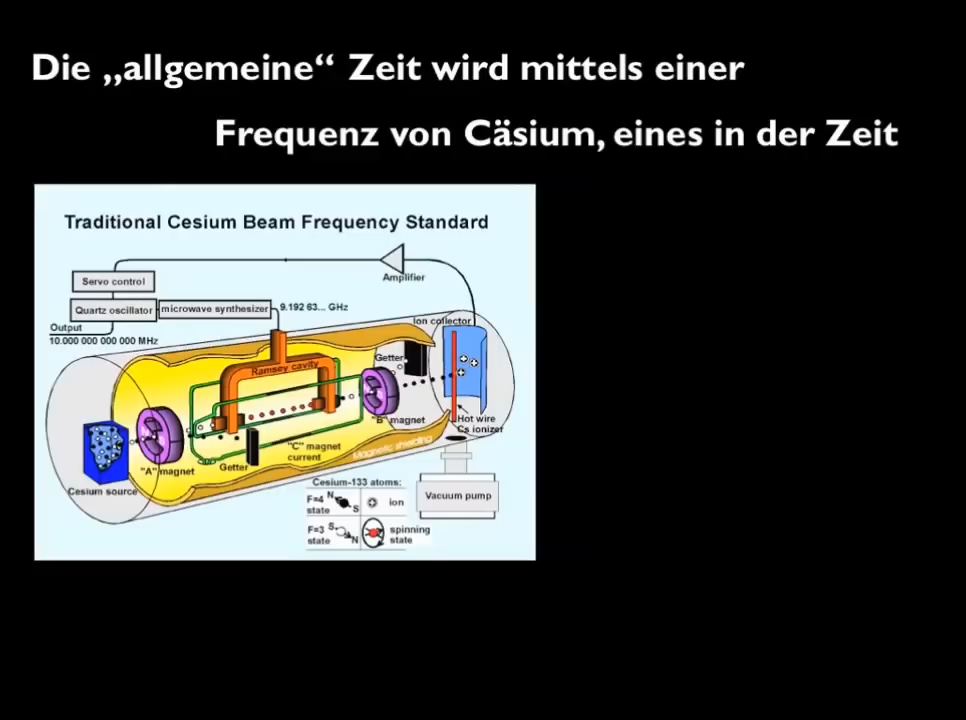 Die „allgemeine“ Zeit wird mittels einer
Frequenz von Cäsium, eines in der Zeit
Traditional Cesium Beam Frequency Standard
Amplifier
Servo control
Quartz oscillator
microwave synthesizer
9.192 63... GHz
Output
10.000 000 000 000 MHz
Ion collector
Getter
Ramsey cavity
"B" magnet
Hot wire
Cs ionizer
"C" magnet
current
Magnetic shielding
Getter
"A" magnet
Cesium source
Vacuum pump
Cesium-133 atoms:
F=4
state
N
S
ion
F=3
state
S
N
spinning
state